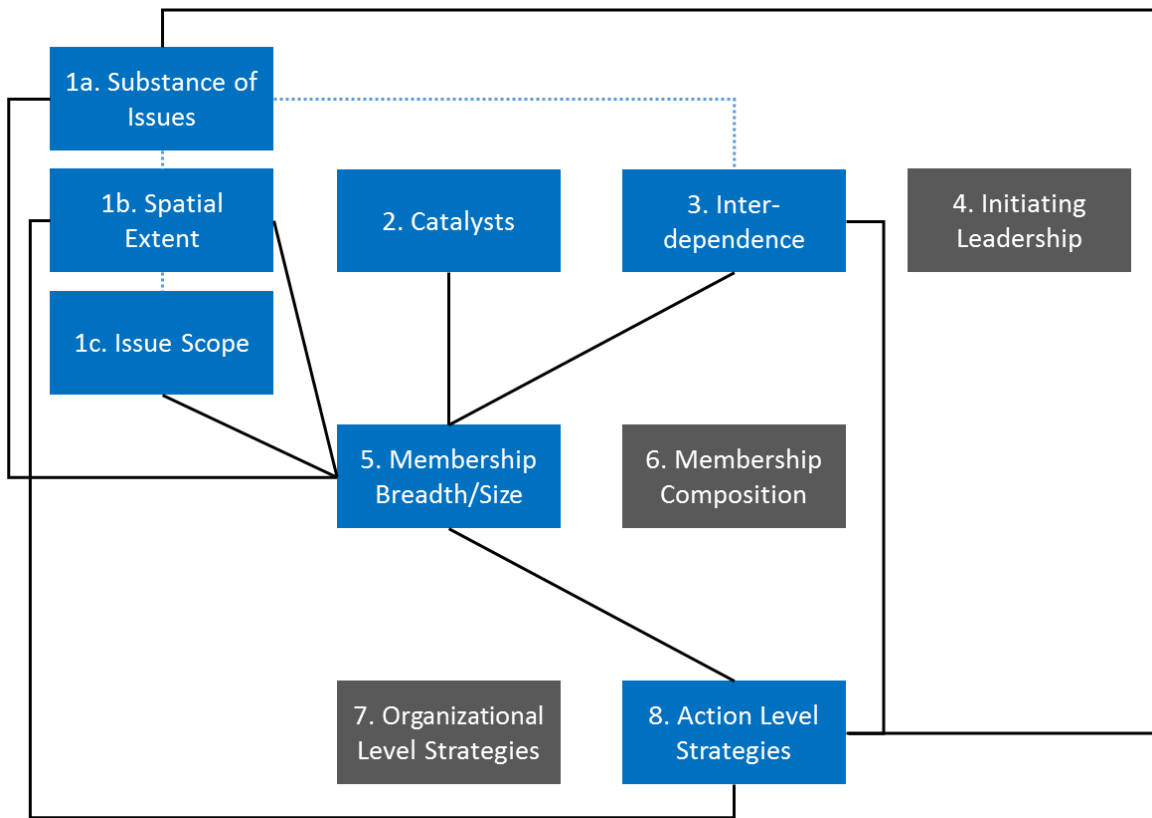 1a. Substance of
Issues
1b. Spatial
Extent
2. Catalysts
3. Inter-
dependence
4. Initiating
Leadership
1c. Issue Scope
5. Membership
Breadth/Size
6. Membership
Composition
7. Organizational
Level Strategies
8. Action Level
Strategies